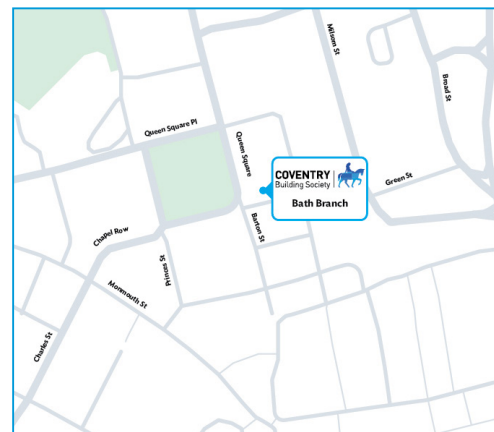 Milsom St
Broad St
Queen Square Pl
Queen Square
COVENTRY
Building Society
Bath Branch
Green St
Barton St
Chapel Row
Princes St
Monmouth St
Charles St